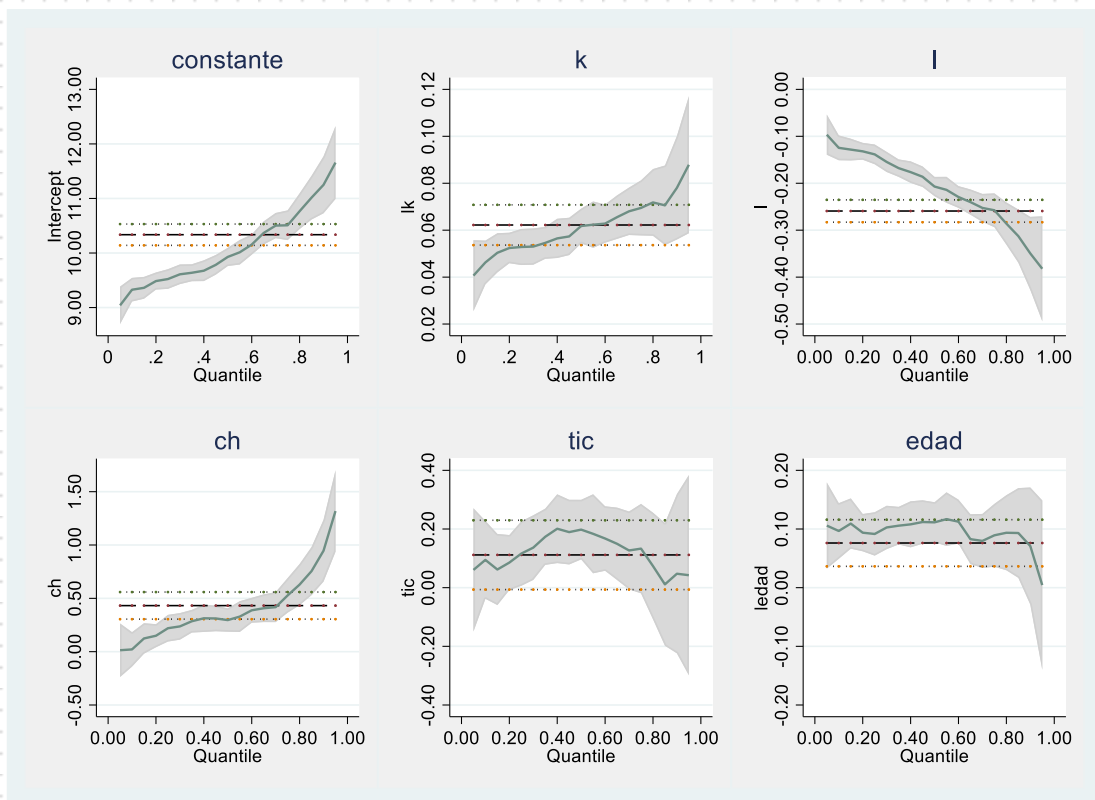 constante
Intercept
9.00 10.00 11.00 12.00 13.00
0 .2 .4 .6 .8 1
Quantile
k
lk
0.02 0.04 0.06 0.08 0.10 0.12
0 .2 .4 .6 .8 1
Quantile
l
l
-0.50 -0.40 -0.30 -0.20 -0.10 0.00
0.00 0.20 0.40 0.60 0.80 1.00
Quantile
ch
ch
-0.50 0.00 0.50 1.00 1.50
0.00 0.20 0.40 0.60 0.80 1.00
Quantile
tic
tic
-0.40 -0.20 0.00 0.20 0.40
0.00 0.20 0.40 0.60 0.80 1.00
Quantile
edad
ledad
-0.20 -0.10 0.00 0.10 0.20
0.00 0.20 0.40 0.60 0.80 1.00
Quantile